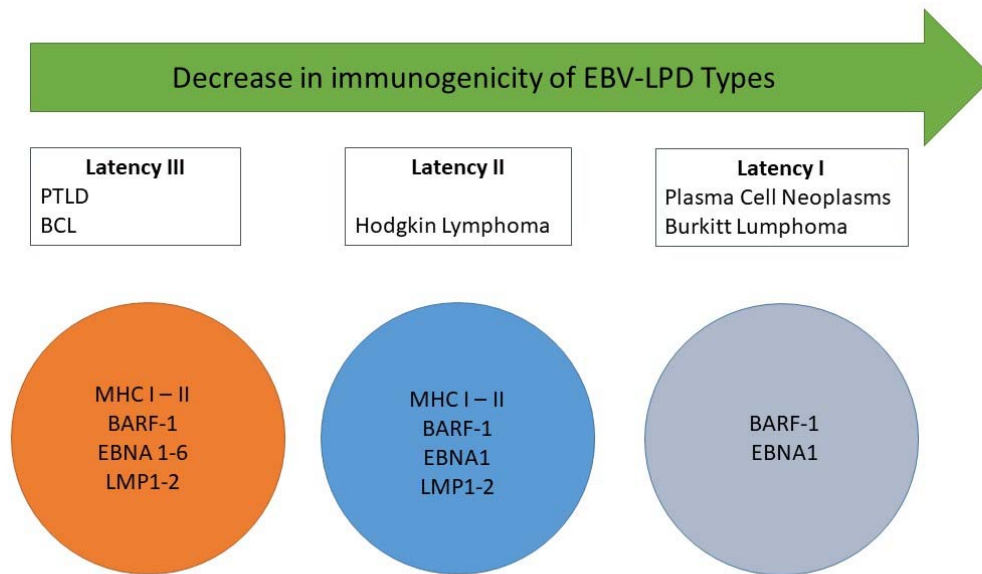 Decrease in immunogenicity of EBV-LPD Types
Latency III
PTLD
BCL
Latency II
Hodgkin Lymphoma
Latency I
Plasma Cell Neoplasms
Burkitt Lumphoma
MHC I – II
BARF-1
EBNA 1-6
LMP1-2
MHC I – II
BARF-1
EBNA1
LMP1-2
BARF-1
EBNA1